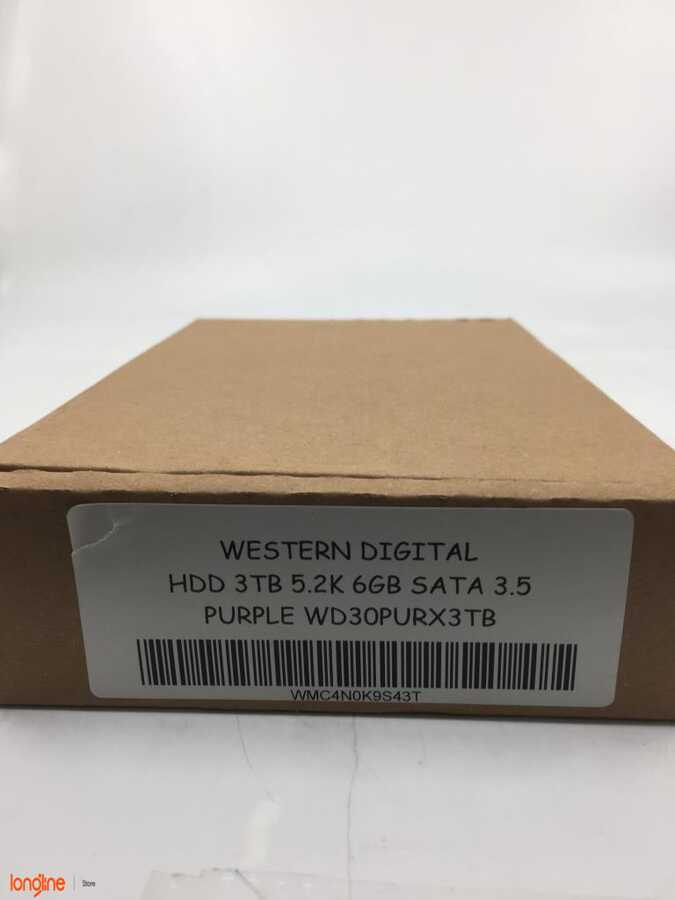 WESTERN DIGITAL
HDD 3TB 5.2K 6GB SATA 3.5
PURPLE WD30PURX3TB
WMC4N0K9S43T
longline | Store